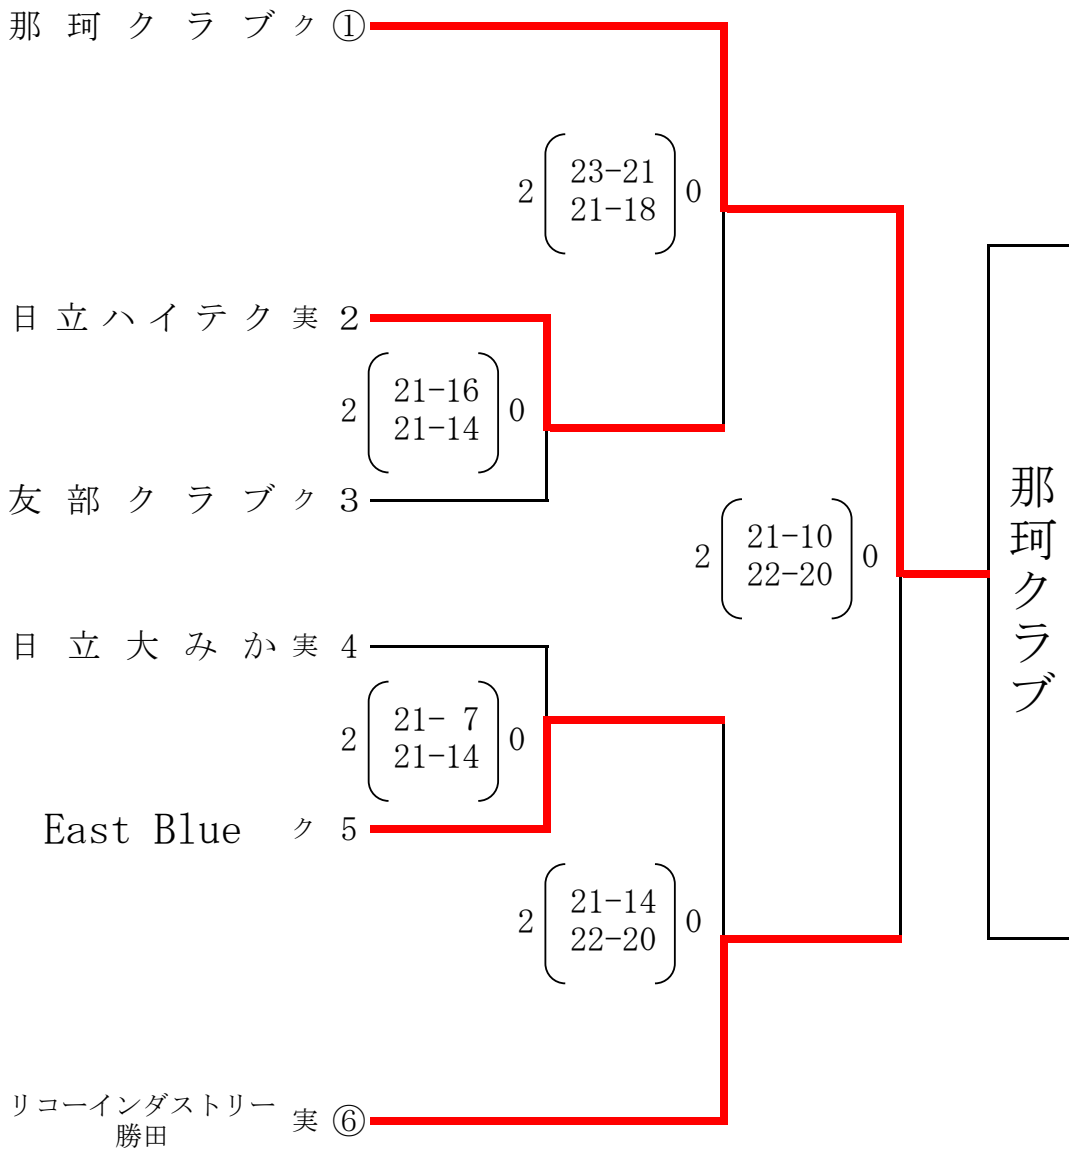 那珂クラブ ク ①
2 23-21 0
21-18
日立ハイテク 実 2
2 21-16 0
21-14
友部クラブ ク 3
2 21-10 0
22-20
那珂クラブ
日立大みか 実 4
2 21- 7 0
21-14
East Blue ク 5
2 21-14 0
22-20
リコーインダストリー
勝田 実 ⑥